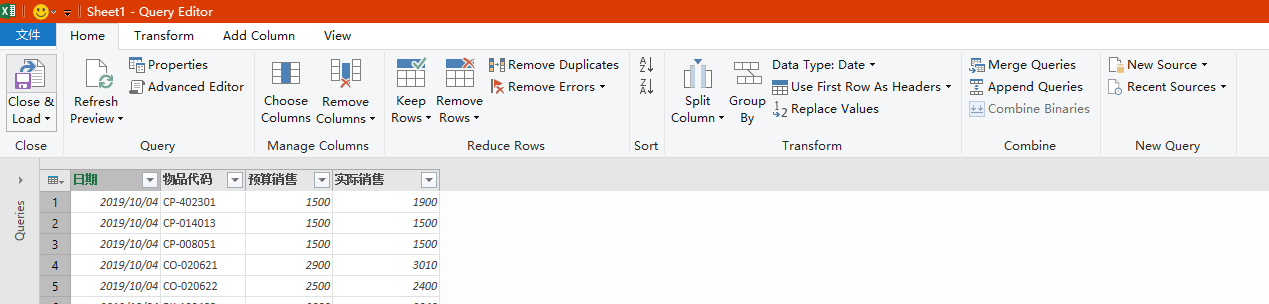 Sheet1 - Query Editor
文件 Home Transform Add Column View
Close & Load
Refresh Preview
Properties
Advanced Editor
Choose Columns
Remove Columns
Keep Rows
Remove Rows
Remove Duplicates
Remove Errors
Split Column
Group By
Data Type: Date
Use First Row As Headers
Replace Values
Merge Queries
Append Queries
Combine Binaries
New Source
Recent Sources
Close Query Manage Columns Reduce Rows Sort Transform Combine New Query
Queries
日期 物品代码 预算销售 实际销售
1 2019/10/04 CP-402301 1500 1900
2 2019/10/04 CP-014013 1500 1500
3 2019/10/04 CP-008051 1500 1500
4 2019/10/04 CO-020621 2900 3010
5 2019/10/04 CO-020622 2500 2400